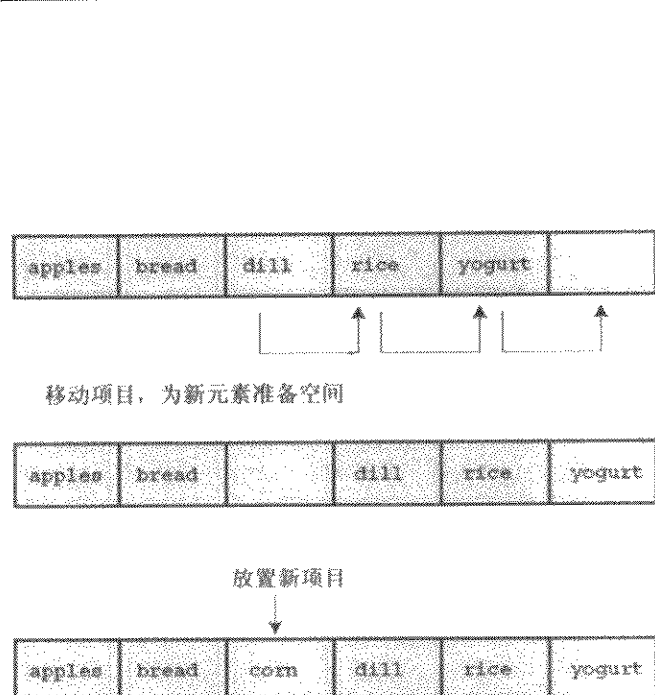 apples bread dill rice yogurt
移动项目，为新元素准备空间
apples bread dill rice yogurt
放置新项目
apples bread corn dill rice yogurt